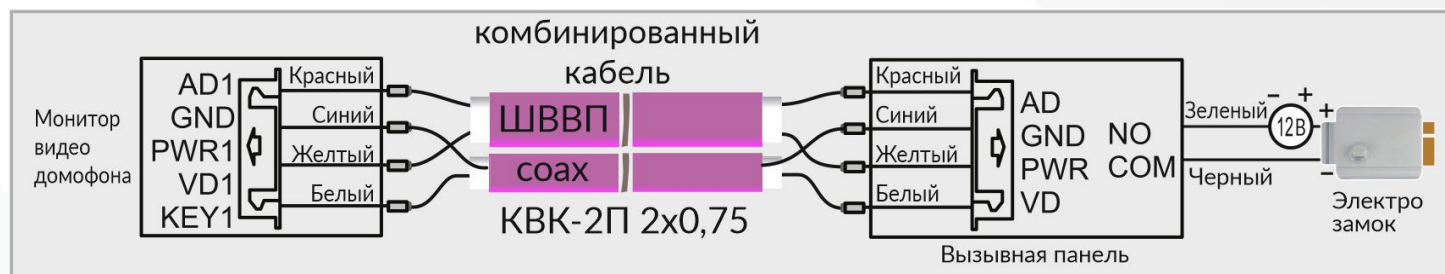 комбинированный
кабель
Монитор
видео
домофона
AD1
GND
PWR1
VD1
KEY1
Красный
Синий
Желтый
Белый
ШВВП
coax
КВК-2П 2х0,75
Красный
Синий
Желтый
Белый
AD
GND
PWR
VD
NO
COM
Зеленый
Черный
- +
12В
+
-
Электро
замок
Вызывная панель